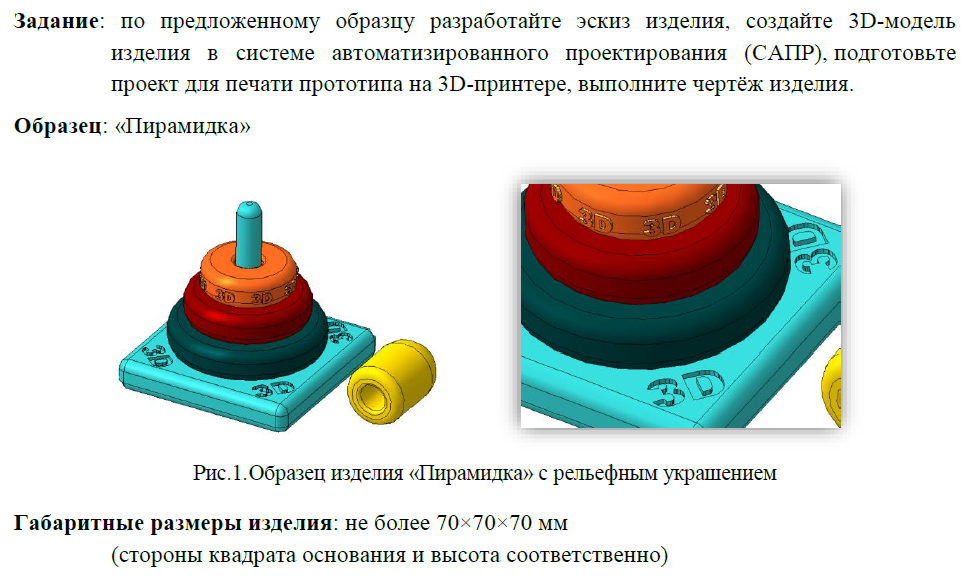 Задание: по предложенному образцу разработайте эскиз изделия, создайте 3D-модель
изделия в системе автоматизированного проектирования (САПР), подготовьте
проект для печати прототипа на 3D-принтере, выполните чертёж изделия.
Образец: «Пирамидка»
3D 3D
3D
3D
3D
3D 3D 3D
3D
3D
Рис.1.Образец изделия «Пирамидка» с рельефным украшением
Габаритные размеры изделия: не более 70×70×70 мм
(стороны квадрата основания и высота соответственно)